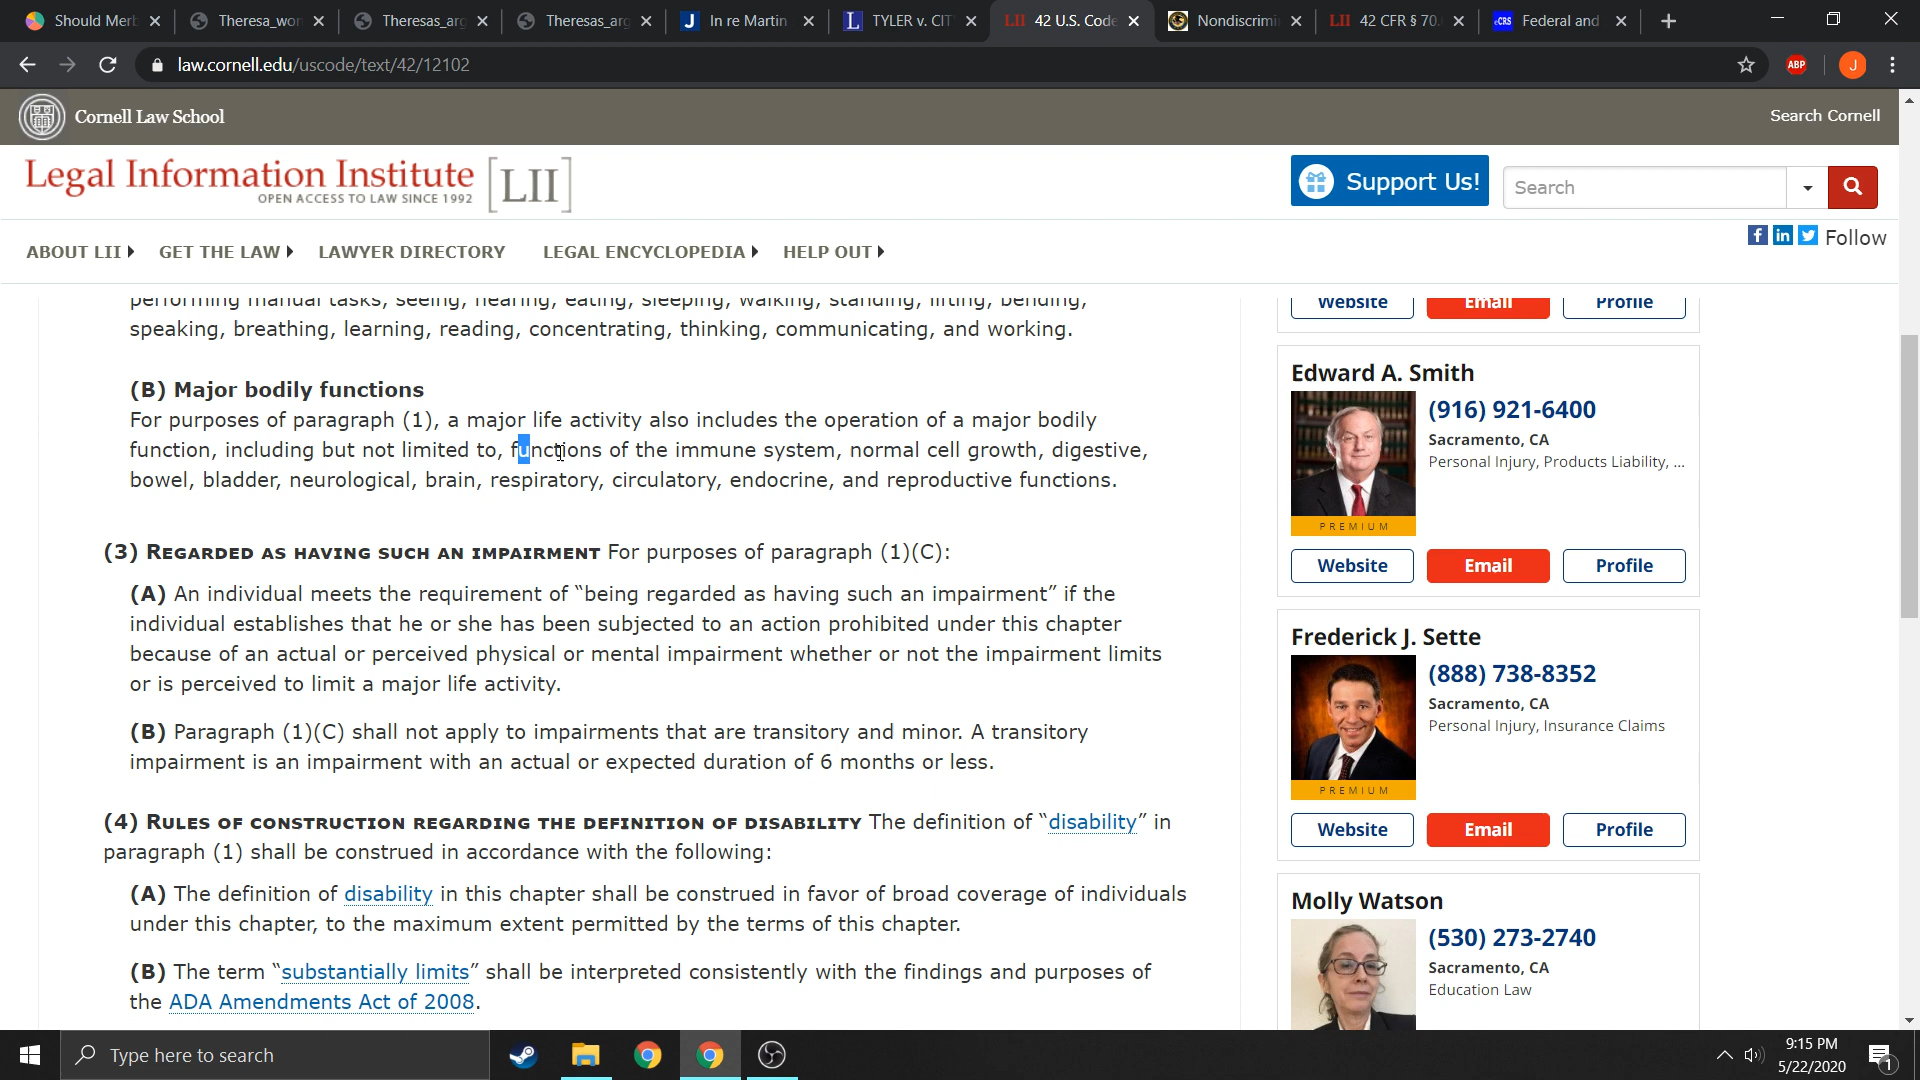 Should Merl
Theresa_wor
Theresas_arg
Theresas_arg
In re Martin
TYLER v. CIT
42 U.S. Code
Nondiscrimi
42 CFR § 70.
Federal and
law.cornell.edu/uscode/text/42/12102
ABP
J
Cornell Law School
Search Cornell
Legal Information Institute [LII]
OPEN ACCESS TO LAW SINCE 1992
Support Us!
Search
ABOUT LII GET THE LAW LAWYER DIRECTORY LEGAL ENCYCLOPEDIA HELP OUT
Follow
performing manual tasks, seeing, hearing, eating, sleeping, walking, standing, lifting, bending,
speaking, breathing, learning, reading, concentrating, thinking, communicating, and working.
(B) Major bodily functions
For purposes of paragraph (1), a major life activity also includes the operation of a major bodily
function, including but not limited to, functions of the immune system, normal cell growth, digestive,
bowel, bladder, neurological, brain, respiratory, circulatory, endocrine, and reproductive functions.
(3) REGARDED AS HAVING SUCH AN IMPAIRMENT For purposes of paragraph (1)(C):
(A) An individual meets the requirement of “being regarded as having such an impairment” if the
individual establishes that he or she has been subjected to an action prohibited under this chapter
because of an actual or perceived physical or mental impairment whether or not the impairment limits
or is perceived to limit a major life activity.
(B) Paragraph (1)(C) shall not apply to impairments that are transitory and minor. A transitory
impairment is an impairment with an actual or expected duration of 6 months or less.
(4) RULES OF CONSTRUCTION REGARDING THE DEFINITION OF DISABILITY The definition of “disability” in
paragraph (1) shall be construed in accordance with the following:
(A) The definition of disability in this chapter shall be construed in favor of broad coverage of individuals
under this chapter, to the maximum extent permitted by the terms of this chapter.
(B) The term “substantially limits” shall be interpreted consistently with the findings and purposes of
the ADA Amendments Act of 2008.
Website Email Profile
Edward A. Smith
(916) 921-6400
Sacramento, CA
Personal Injury, Products Liability, ...
PREMIUM
Website Email Profile
Frederick J. Sette
(888) 738-8352
Sacramento, CA
Personal Injury, Insurance Claims
PREMIUM
Website Email Profile
Molly Watson
(530) 273-2740
Sacramento, CA
Education Law
Type here to search
9:15 PM
5/22/2020
1